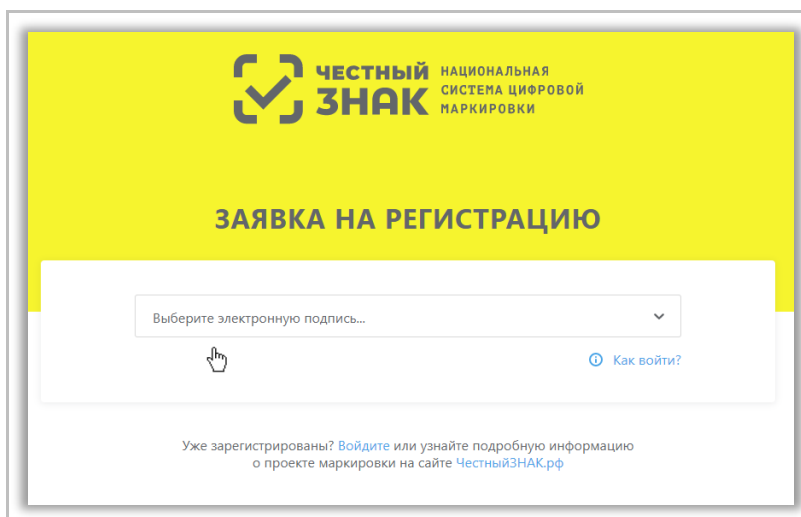 ЧЕСТНЫЙ
ЗНАК
НАЦИОНАЛЬНАЯ
СИСТЕМА ЦИФРОВОЙ
МАРКИРОВКИ
ЗАЯВКА НА РЕГИСТРАЦИЮ
Выберите электронную подпись...
Как войти?
Уже зарегистрированы? Войдите или узнайте подробную информацию
о проекте маркировки на сайте ЧестныйЗНАК.рф